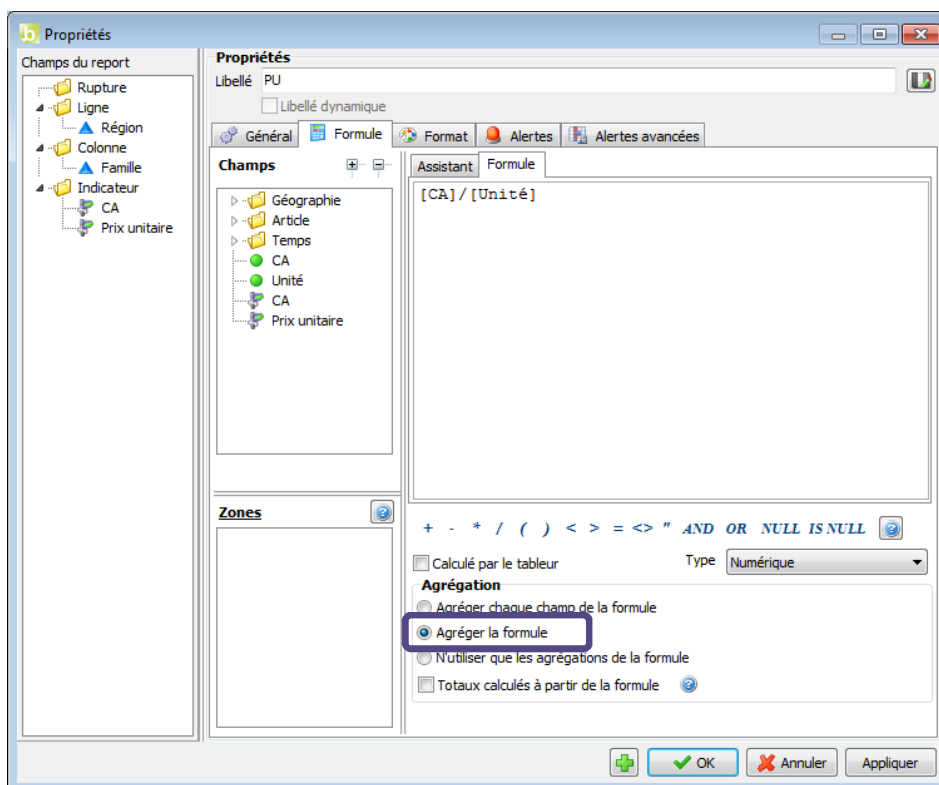 Propriétés
Champs du report
Rupture
Ligne
Région
Colonne
Famille
Indicateur
CA
Prix unitaire
Propriétés
Libellé PU
Libellé dynamique
Général Formule Format Alertes Alertes avancées
Champs
Géographie
Article
Temps
CA
Unité
CA
Prix unitaire
Zones
Assistant Formule
[CA]/[Unité]
+ - * / ( ) < > = <> " AND OR NULL IS NULL
Calculé par le tableur Type Numérique
Agrégation
Agréger chaque champ de la formule
Agréger la formule
N'utiliser que les agrégations de la formule
Totaux calculés à partir de la formule
OK Annuler Appliquer